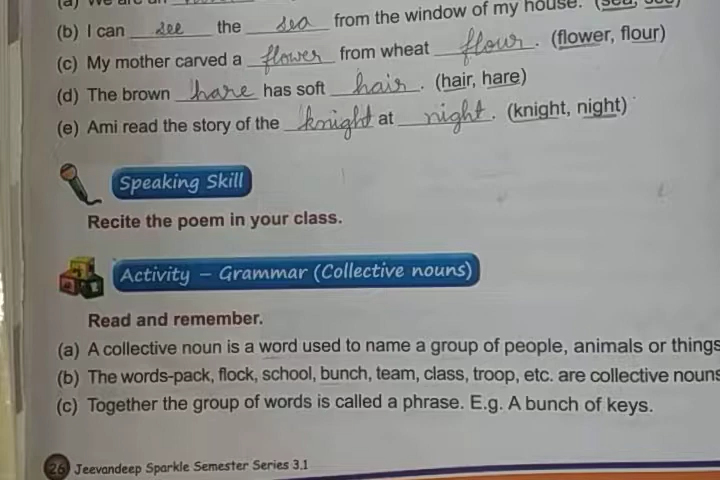 (a) We are an
(b) I can see the sea from the window of my house. (sea, see)
(c) My mother carved a flower from wheat flour. (flower, flour)
(d) The brown hare has soft hair. (hair, hare)
(e) Ami read the story of the knight at night. (knight, night)
Speaking Skill
Recite the poem in your class.
Activity – Grammar (Collective nouns)
Read and remember.
(a) A collective noun is a word used to name a group of people, animals or things
(b) The words-pack, flock, school, bunch, team, class, troop, etc. are collective nouns
(c) Together the group of words is called a phrase. E.g. A bunch of keys.
26 Jeevandeep Sparkle Semester Series 3.1